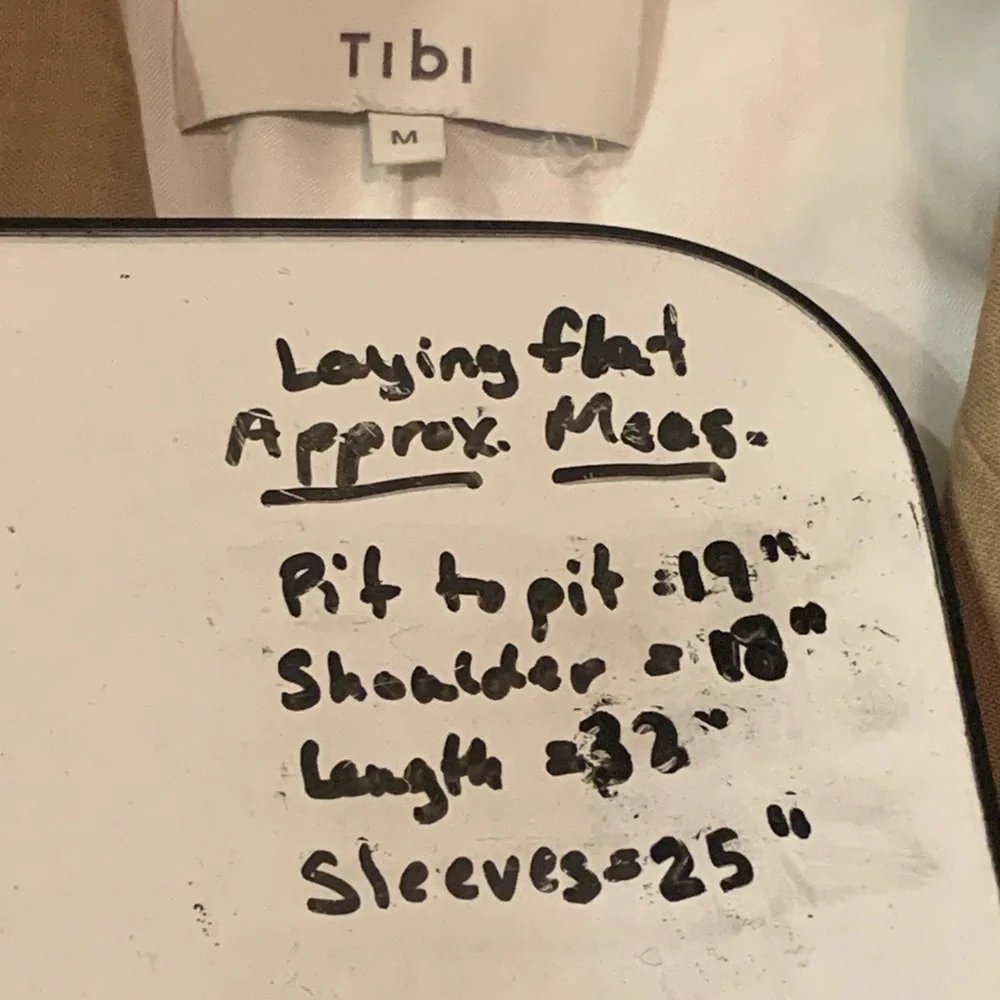 TIbI
M
Laying flat
Approx. Meas.
Pit to pit =19"
Shoulder = 18"
Length =32"
Sleeves=25"